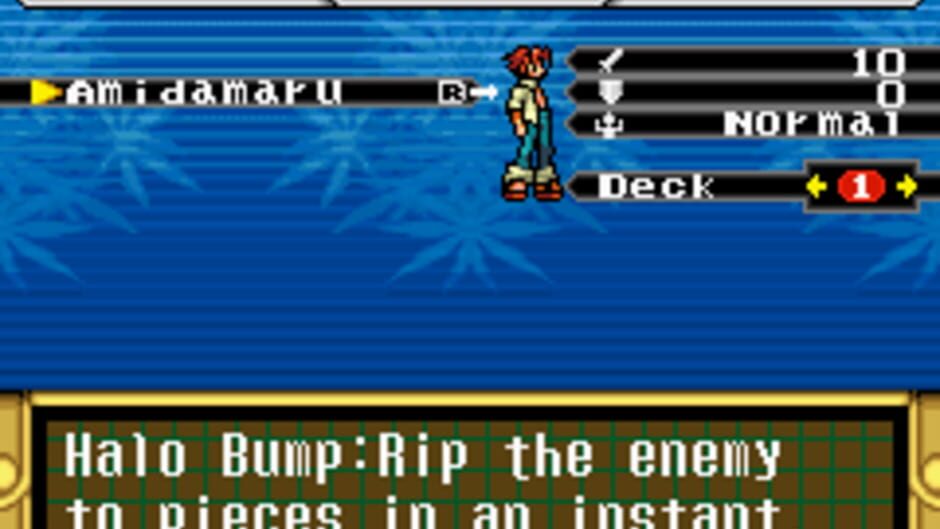 Amidamaru R 10
0
Normal
Deck 1
Halo Bump:Rip the enemy
to pieces in an instant